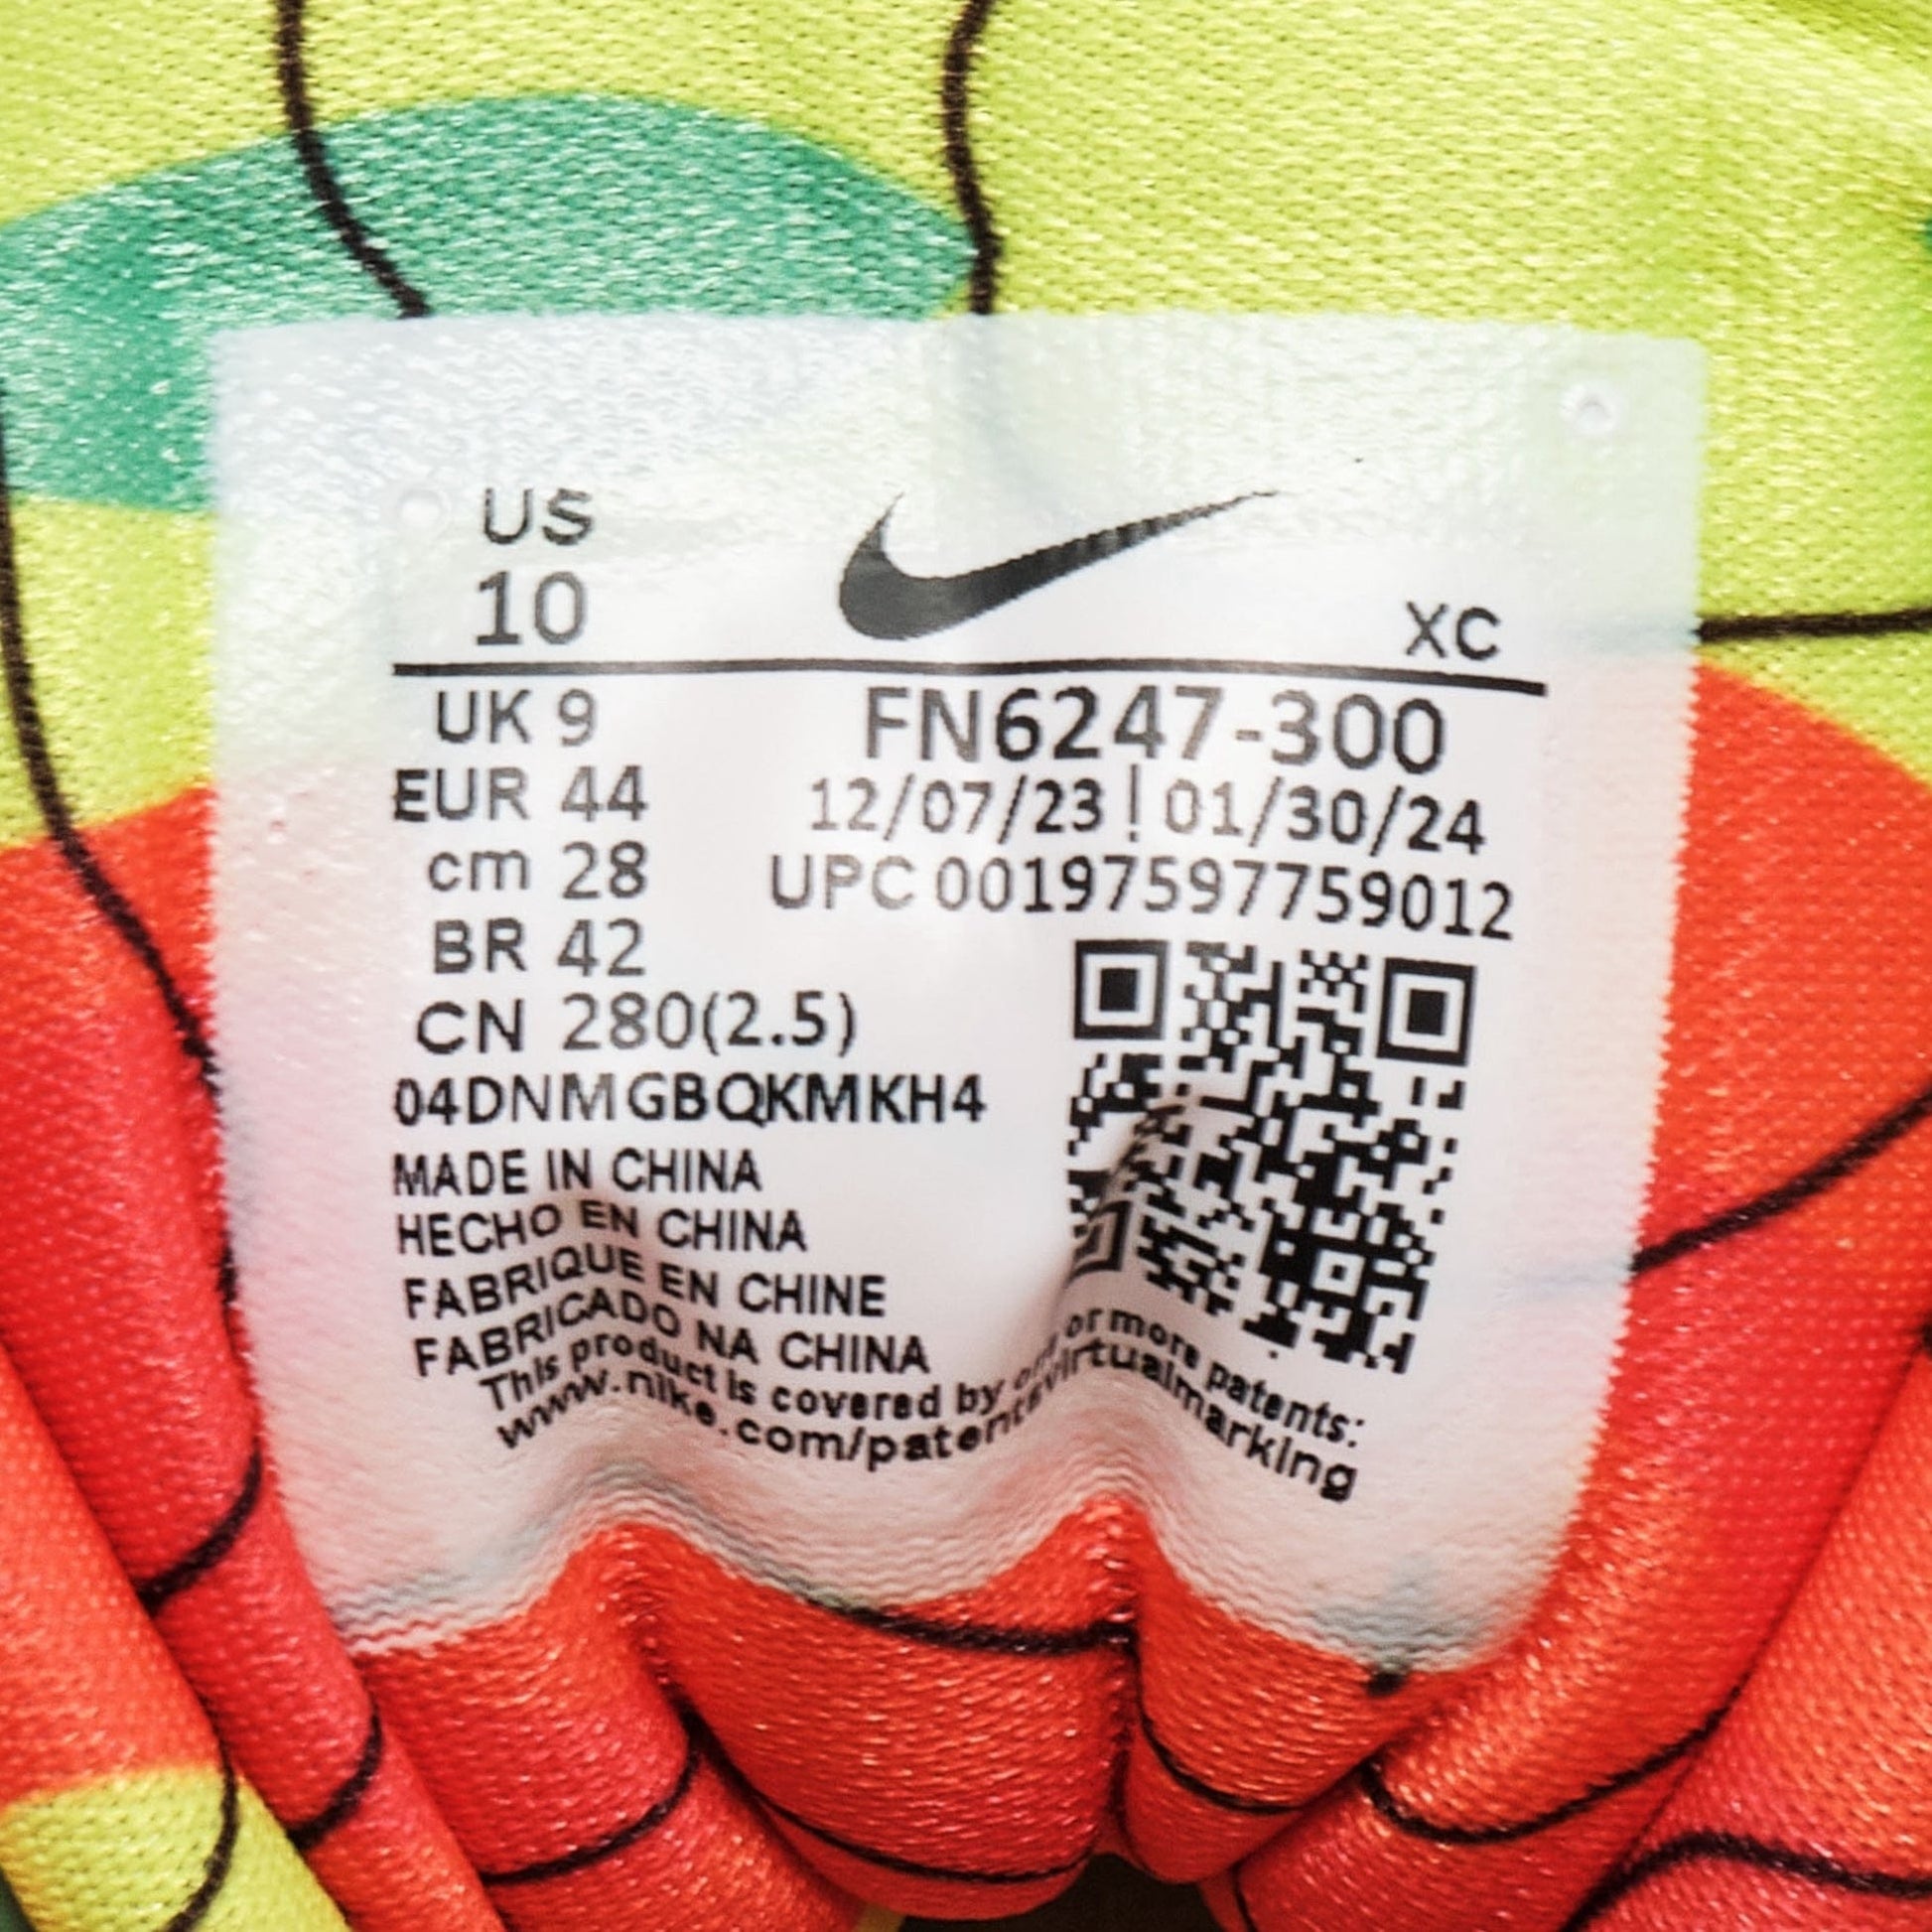 US
10
XC
UK 9
FN6247-300
EUR 44
12/07/23 | 01/30/24
cm 28
UPC 00197597759012
BR 42
CN 280(2.5)
04DNMGBQKMKH4
MADE IN CHINA
HECHO EN CHINA
FABRIQUE EN CHINE
FABRICADO NA CHINA
This product is covered by one or more patents:
www.nike.com/patentsvirtualmarking